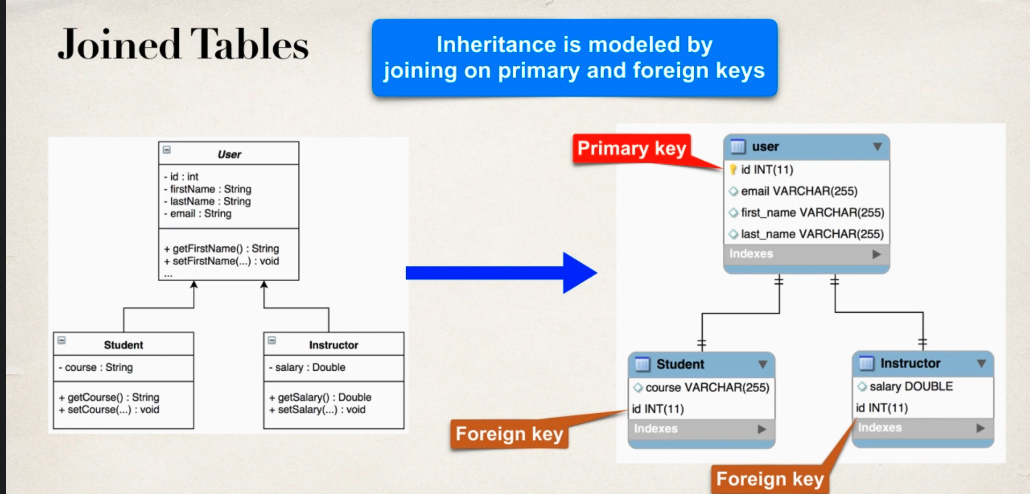 Joined Tables
Inheritance is modeled by
joining on primary and foreign keys
User
- id : int
- firstName : String
- lastName : String
- email : String
+ getFirstName() : String
+ setFirstName(...) : void
...
Student
- course : String
+ getCourse() : String
+ setCourse(...) : void
Instructor
- salary : Double
+ getSalary() : Double
+ setSalary(...) : void
Primary key
user
id INT(11)
email VARCHAR(255)
first_name VARCHAR(255)
last_name VARCHAR(255)
Indexes
Student
course VARCHAR(255)
id INT(11)
Indexes
Foreign key
Instructor
salary DOUBLE
id INT(11)
Indexes
Foreign key